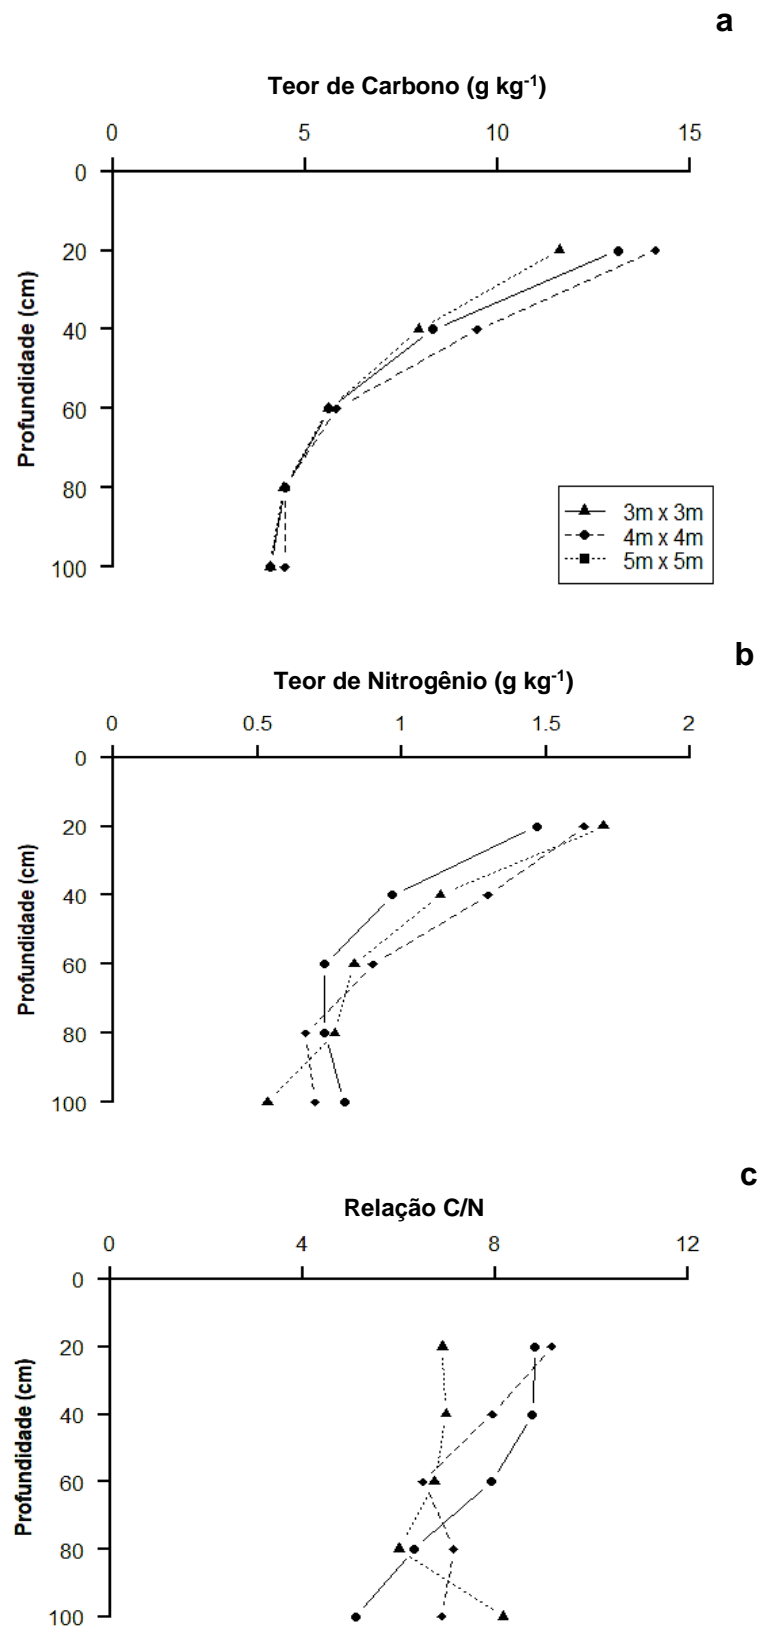 a
Teor de Carbono (g kg-1)
0 5 10 15
0
20
40
60
80
100
Profundidade (cm)
3m x 3m
4m x 4m
5m x 5m
b
Teor de Nitrogênio (g kg-1)
0 0.5 1 1.5 2
0
20
40
60
80
100
Profundidade (cm)
c
Relação C/N
0 4 8 12
0
20
40
60
80
100
Profundidade (cm)